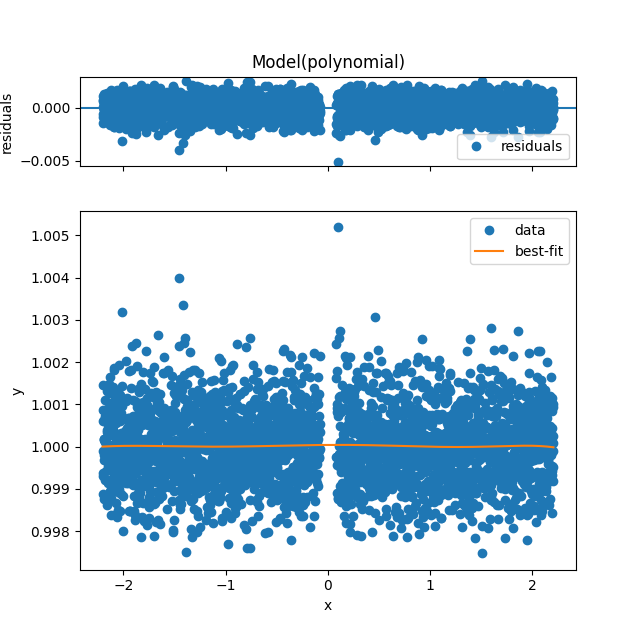 Model(polynomial)
0.000
−0.005
residuals
residuals
1.005
1.004
1.003
1.002
1.001
1.000
0.999
0.998
y
data
best-fit
−2
−1
0
1
2
x